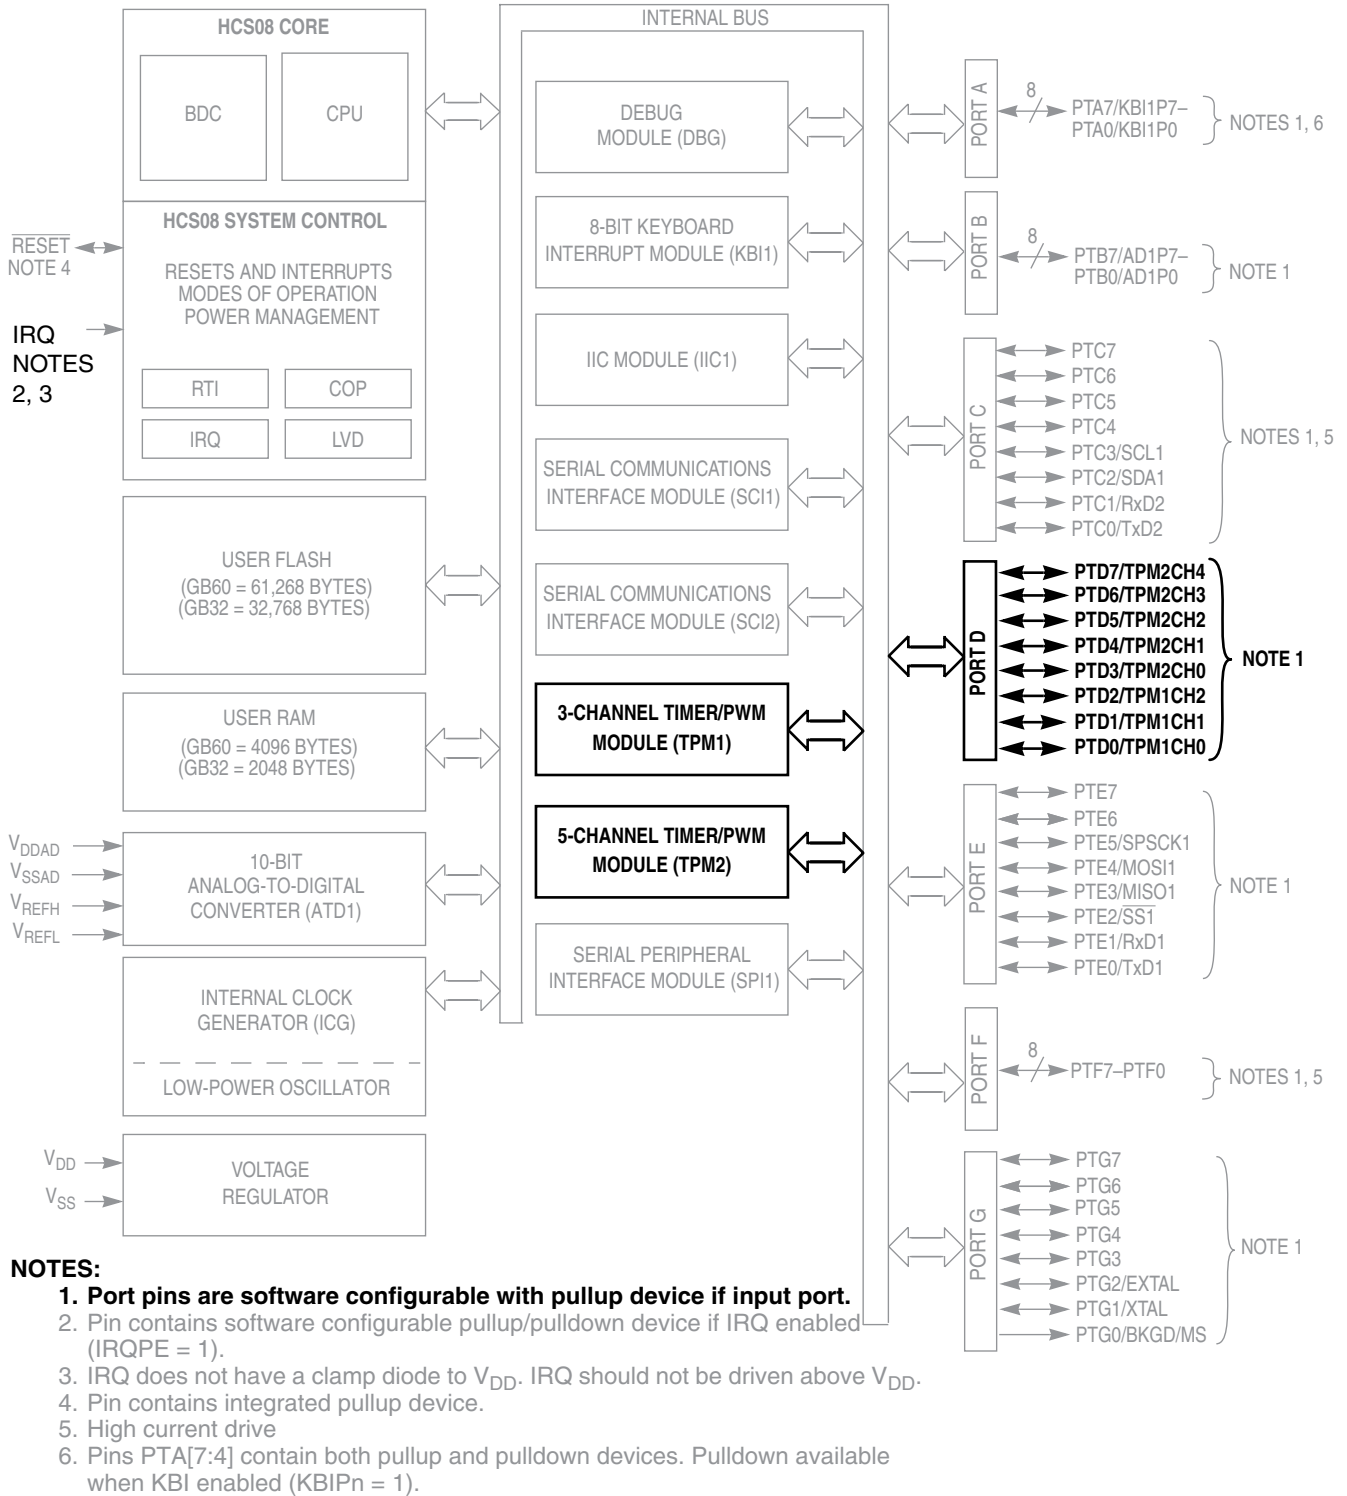 HCS08 CORE
BDC
CPU
HCS08 SYSTEM CONTROL
RESETS AND INTERRUPTS
MODES OF OPERATION
POWER MANAGEMENT
RTI
COP
IRQ
LVD
RESET
NOTE 4
IRQ
NOTES
2, 3
USER FLASH
(GB60 = 61,268 BYTES)
(GB32 = 32,768 BYTES)
USER RAM
(GB60 = 4096 BYTES)
(GB32 = 2048 BYTES)
VDDAD
VSSAD
VREFH
VREFL
10-BIT
ANALOG-TO-DIGITAL
CONVERTER (ATD1)
INTERNAL CLOCK
GENERATOR (ICG)
LOW-POWER OSCILLATOR
VDD
VSS
VOLTAGE
REGULATOR
INTERNAL BUS
DEBUG
MODULE (DBG)
8-BIT KEYBOARD
INTERRUPT MODULE (KBI1)
IIC MODULE (IIC1)
SERIAL COMMUNICATIONS
INTERFACE MODULE (SCI1)
SERIAL COMMUNICATIONS
INTERFACE MODULE (SCI2)
3-CHANNEL TIMER/PWM
MODULE (TPM1)
5-CHANNEL TIMER/PWM
MODULE (TPM2)
SERIAL PERIPHERAL
INTERFACE MODULE (SPI1)
PORT A
8
PTA7/KBI1P7–
PTA0/KBI1P0
NOTES 1, 6
PORT B
8
PTB7/AD1P7–
PTB0/AD1P0
NOTE 1
PORT C
PTC7
PTC6
PTC5
PTC4
PTC3/SCL1
PTC2/SDA1
PTC1/RxD2
PTC0/TxD2
NOTES 1, 5
PORT D
PTD7/TPM2CH4
PTD6/TPM2CH3
PTD5/TPM2CH2
PTD4/TPM2CH1
PTD3/TPM2CH0
PTD2/TPM1CH2
PTD1/TPM1CH1
PTD0/TPM1CH0
NOTE 1
PORT E
PTE7
PTE6
PTE5/SPSCK1
PTE4/MOSI1
PTE3/MISO1
PTE2/SS1
PTE1/RxD1
PTE0/TxD1
NOTE 1
PORT F
8
PTF7–PTF0
NOTES 1, 5
PORT G
PTG7
PTG6
PTG5
PTG4
PTG3
PTG2/EXTAL
PTG1/XTAL
PTG0/BKGD/MS
NOTE 1
NOTES:
1. Port pins are software configurable with pullup device if input port.
2. Pin contains software configurable pullup/pulldown device if IRQ enabled
(IRQPE = 1).
3. IRQ does not have a clamp diode to VDD. IRQ should not be driven above VDD.
4. Pin contains integrated pullup device.
5. High current drive
6. Pins PTA[7:4] contain both pullup and pulldown devices. Pulldown available
when KBI enabled (KBIPn = 1).